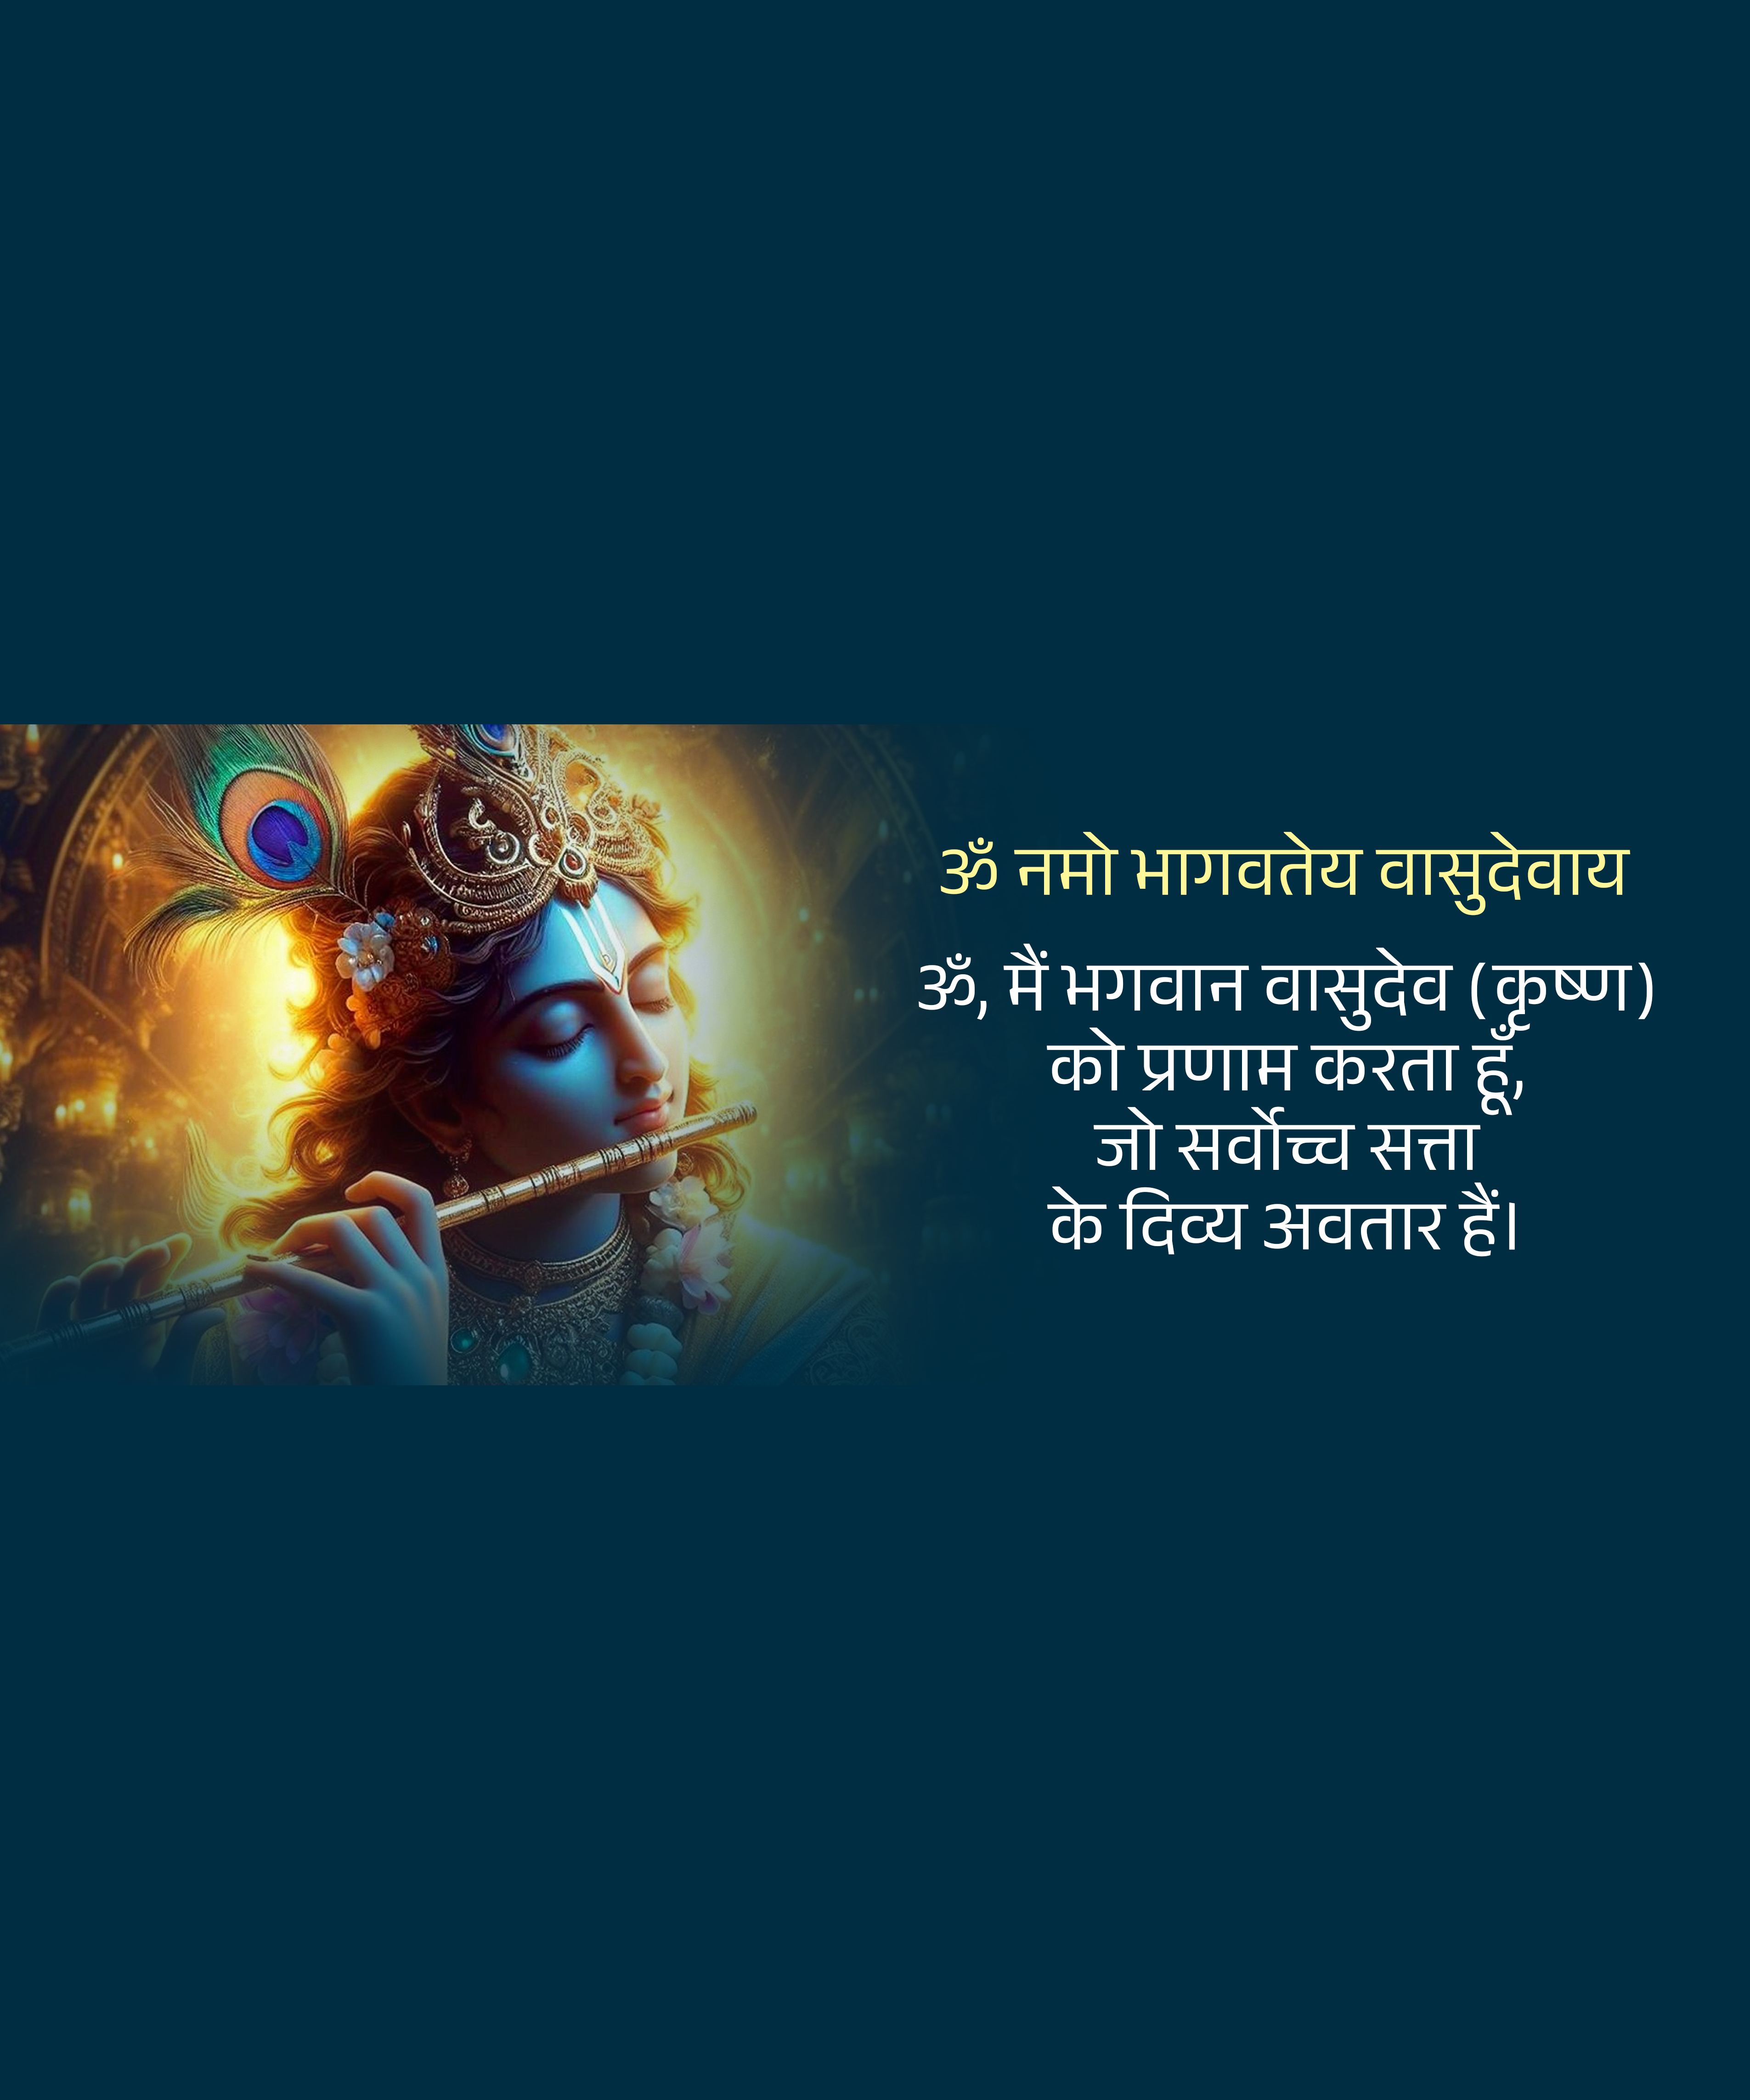 ॐ नमो भागवतेय वासुदेवाय
ॐ, मैं भगवान वासुदेव (कृष्ण)
को प्रणाम करता हूँ,
जो सर्वोच्च सत्ता
के दिव्य अवतार हैं।